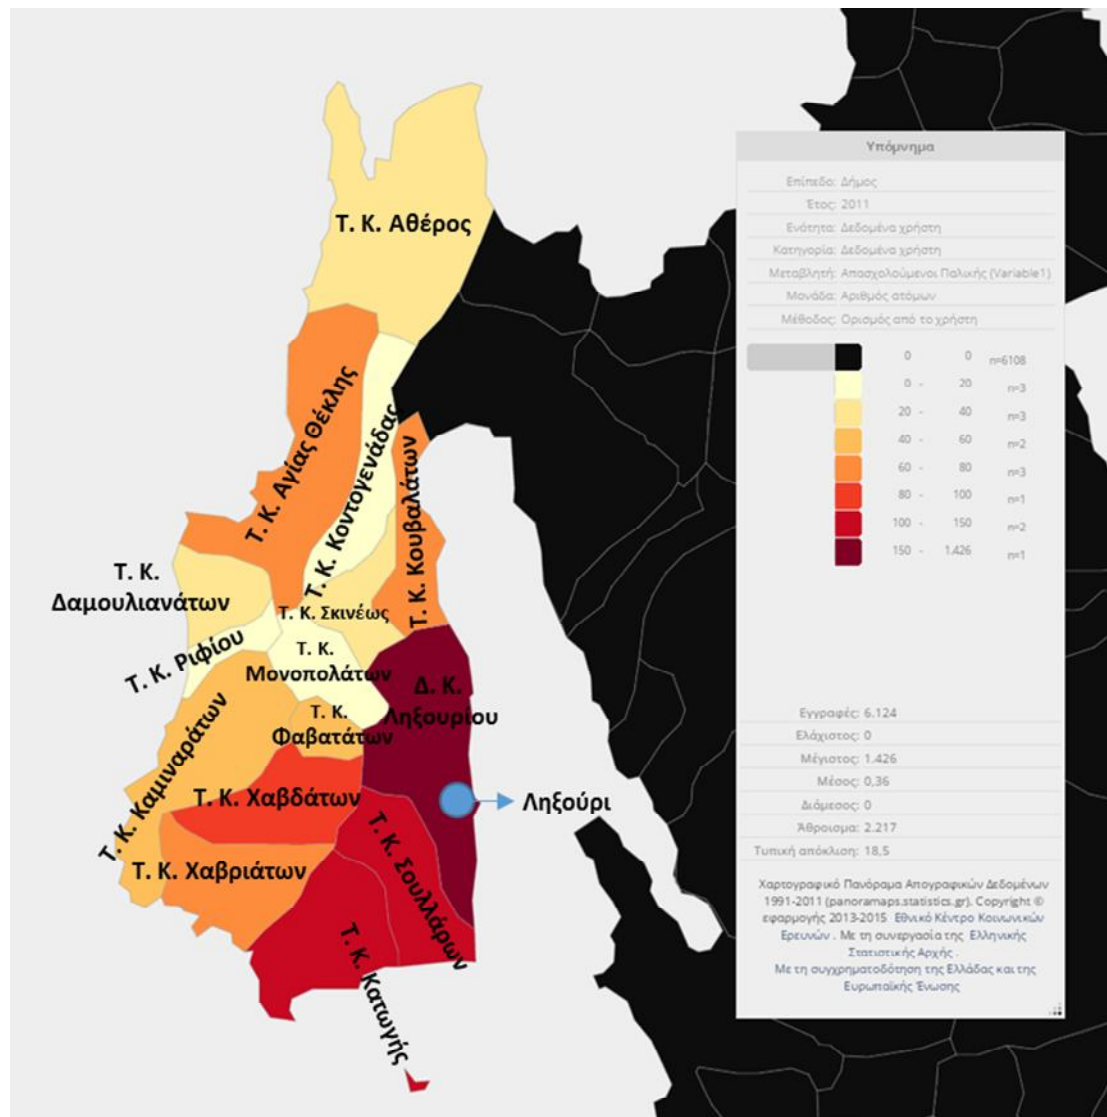 Τ. Κ. Αθέρος
Τ. Κ. Αγίας Θέκλης
Τ. Κ. Κοντογενάδας
Τ. Κ. Κουβαλάτων
Τ. Κ.
Δαμουλιανάτων
Τ. Κ. Σκινέως
Τ. Κ. Ριφίου
Τ. Κ.
Μονοπολάτων
Δ. Κ.
Ληξουρίου
Τ. Κ.
Φαβατάτων
Τ. Κ. Καμιναράτων
Τ. Κ. Χαβδάτων
Ληξούρι
Τ. Κ. Χαβριάτων
Τ. Κ. Σουλλάρων
Τ. Κ. Κατωγής
Υπόμνημα
Επίπεδο: Δήμος
Έτος: 2011
Ενότητα: Δεδομένα χρήστη
Κατηγορία: Δεδομένα χρήστη
Μεταβλητή: Απασχολούμενοι Παλικής (Variable1)
Μονάδα: Αριθμός ατόμων
Μέθοδος: Ορισμός από το χρήστη
0 0 n=6108
0 - 20 n=3
20 - 40 n=3
40 - 60 n=2
60 - 80 n=3
80 - 100 n=1
100 - 150 n=2
150 - 1.426 n=1
Εγγραφές: 6.124
Ελάχιστος: 0
Μέγιστος: 1.426
Μέσος: 0,36
Διάμεσος: 0
Άθροισμα: 2.217
Τυπική απόκλιση: 18,5
Χαρτογραφικό Πανόραμα Απογραφικών Δεδομένων
1991-2011 (panoramaps.statistics.gr). Copyright ©
εφαρμογής 2013-2015 Εθνικό Κέντρο Κοινωνικών
Ερευνών . Με τη συνεργασία της Ελληνικής
Στατιστικής Αρχής .
Με τη συγχρηματοδότηση της Ελλάδας και της
Ευρωπαϊκής Ένωσης